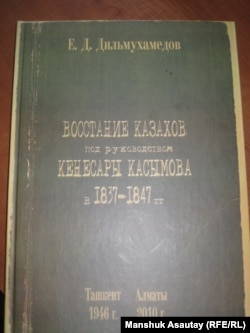 Е. Д. Дильмухамедов
ВОССТАНИЕ КАЗАХОВ
под руководством
КЕНЕСАРЫ КАСЫМОВА
в 1837-1847 гг
Ташкент Алматы
1946 г. 2010 г.
Manshuk Asautay (RFE/RL)